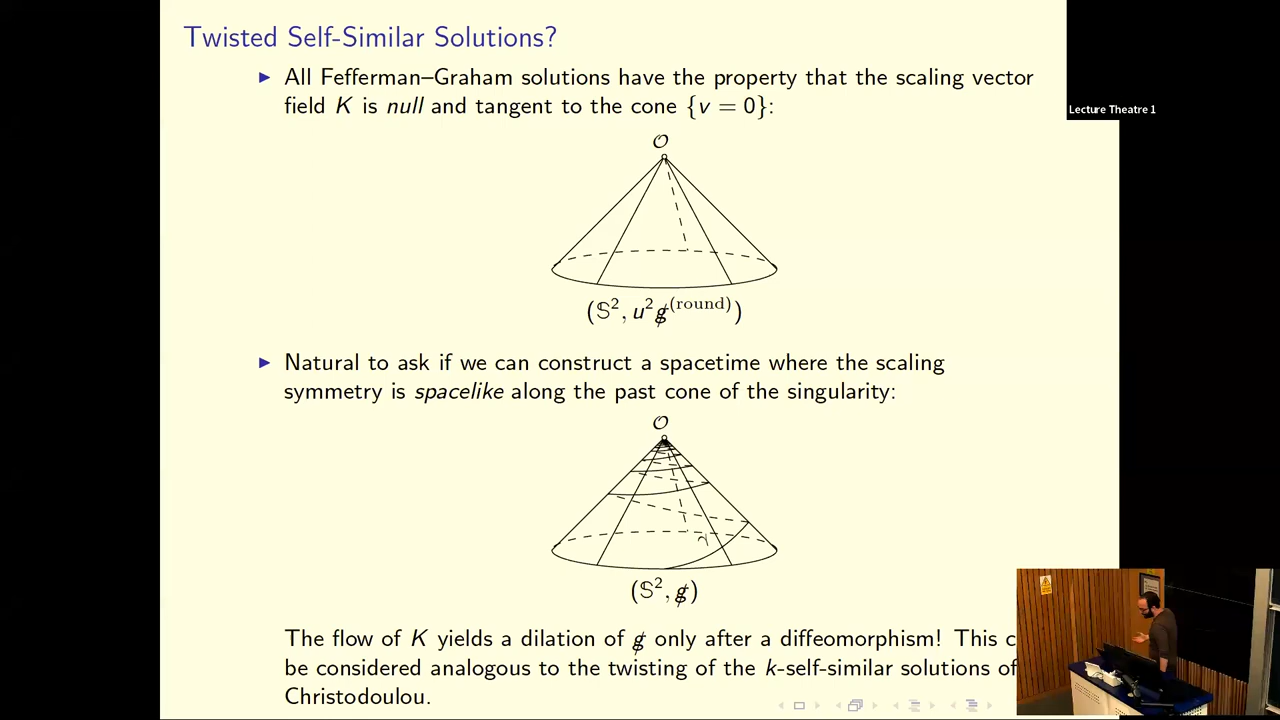 Twisted Self-Similar Solutions?
▶ All Fefferman–Graham solutions have the property that the scaling vector
field K is null and tangent to the cone {v = 0}:
Lecture Theatre 1
𝒪
(𝕊², u²g̸^(round))
▶ Natural to ask if we can construct a spacetime where the scaling
symmetry is spacelike along the past cone of the singularity:
𝒪
γ
(𝕊², g̸)
The flow of K yields a dilation of g̸ only after a diffeomorphism! This
be considered analogous to the twisting of the k-self-similar solutions of
Christodoulou.